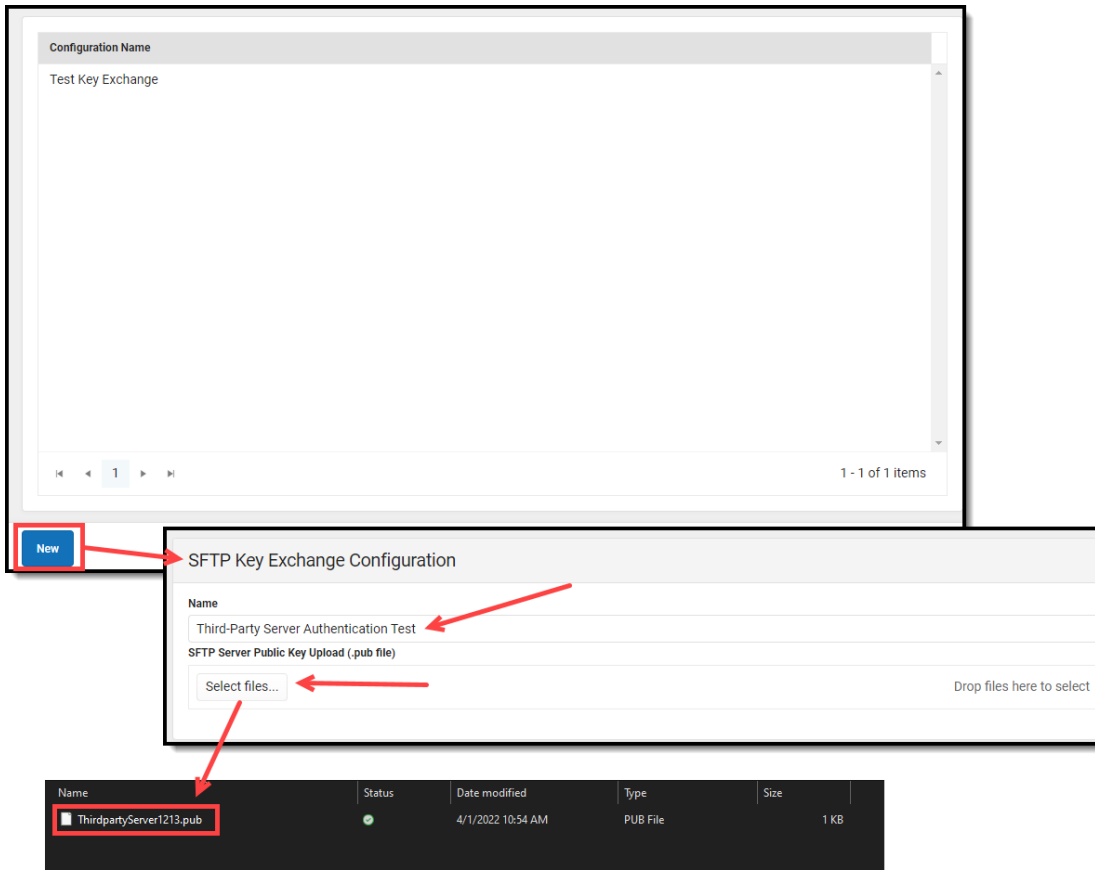 Configuration Name
Test Key Exchange
1
1 - 1 of 1 items
New
SFTP Key Exchange Configuration
Name
Third-Party Server Authentication Test
SFTP Server Public Key Upload (.pub file)
Select files...
Drop files here to select
Name Status Date modified Type Size
ThirdpartyServer1213.pub 4/1/2022 10:54 AM PUB File 1 KB